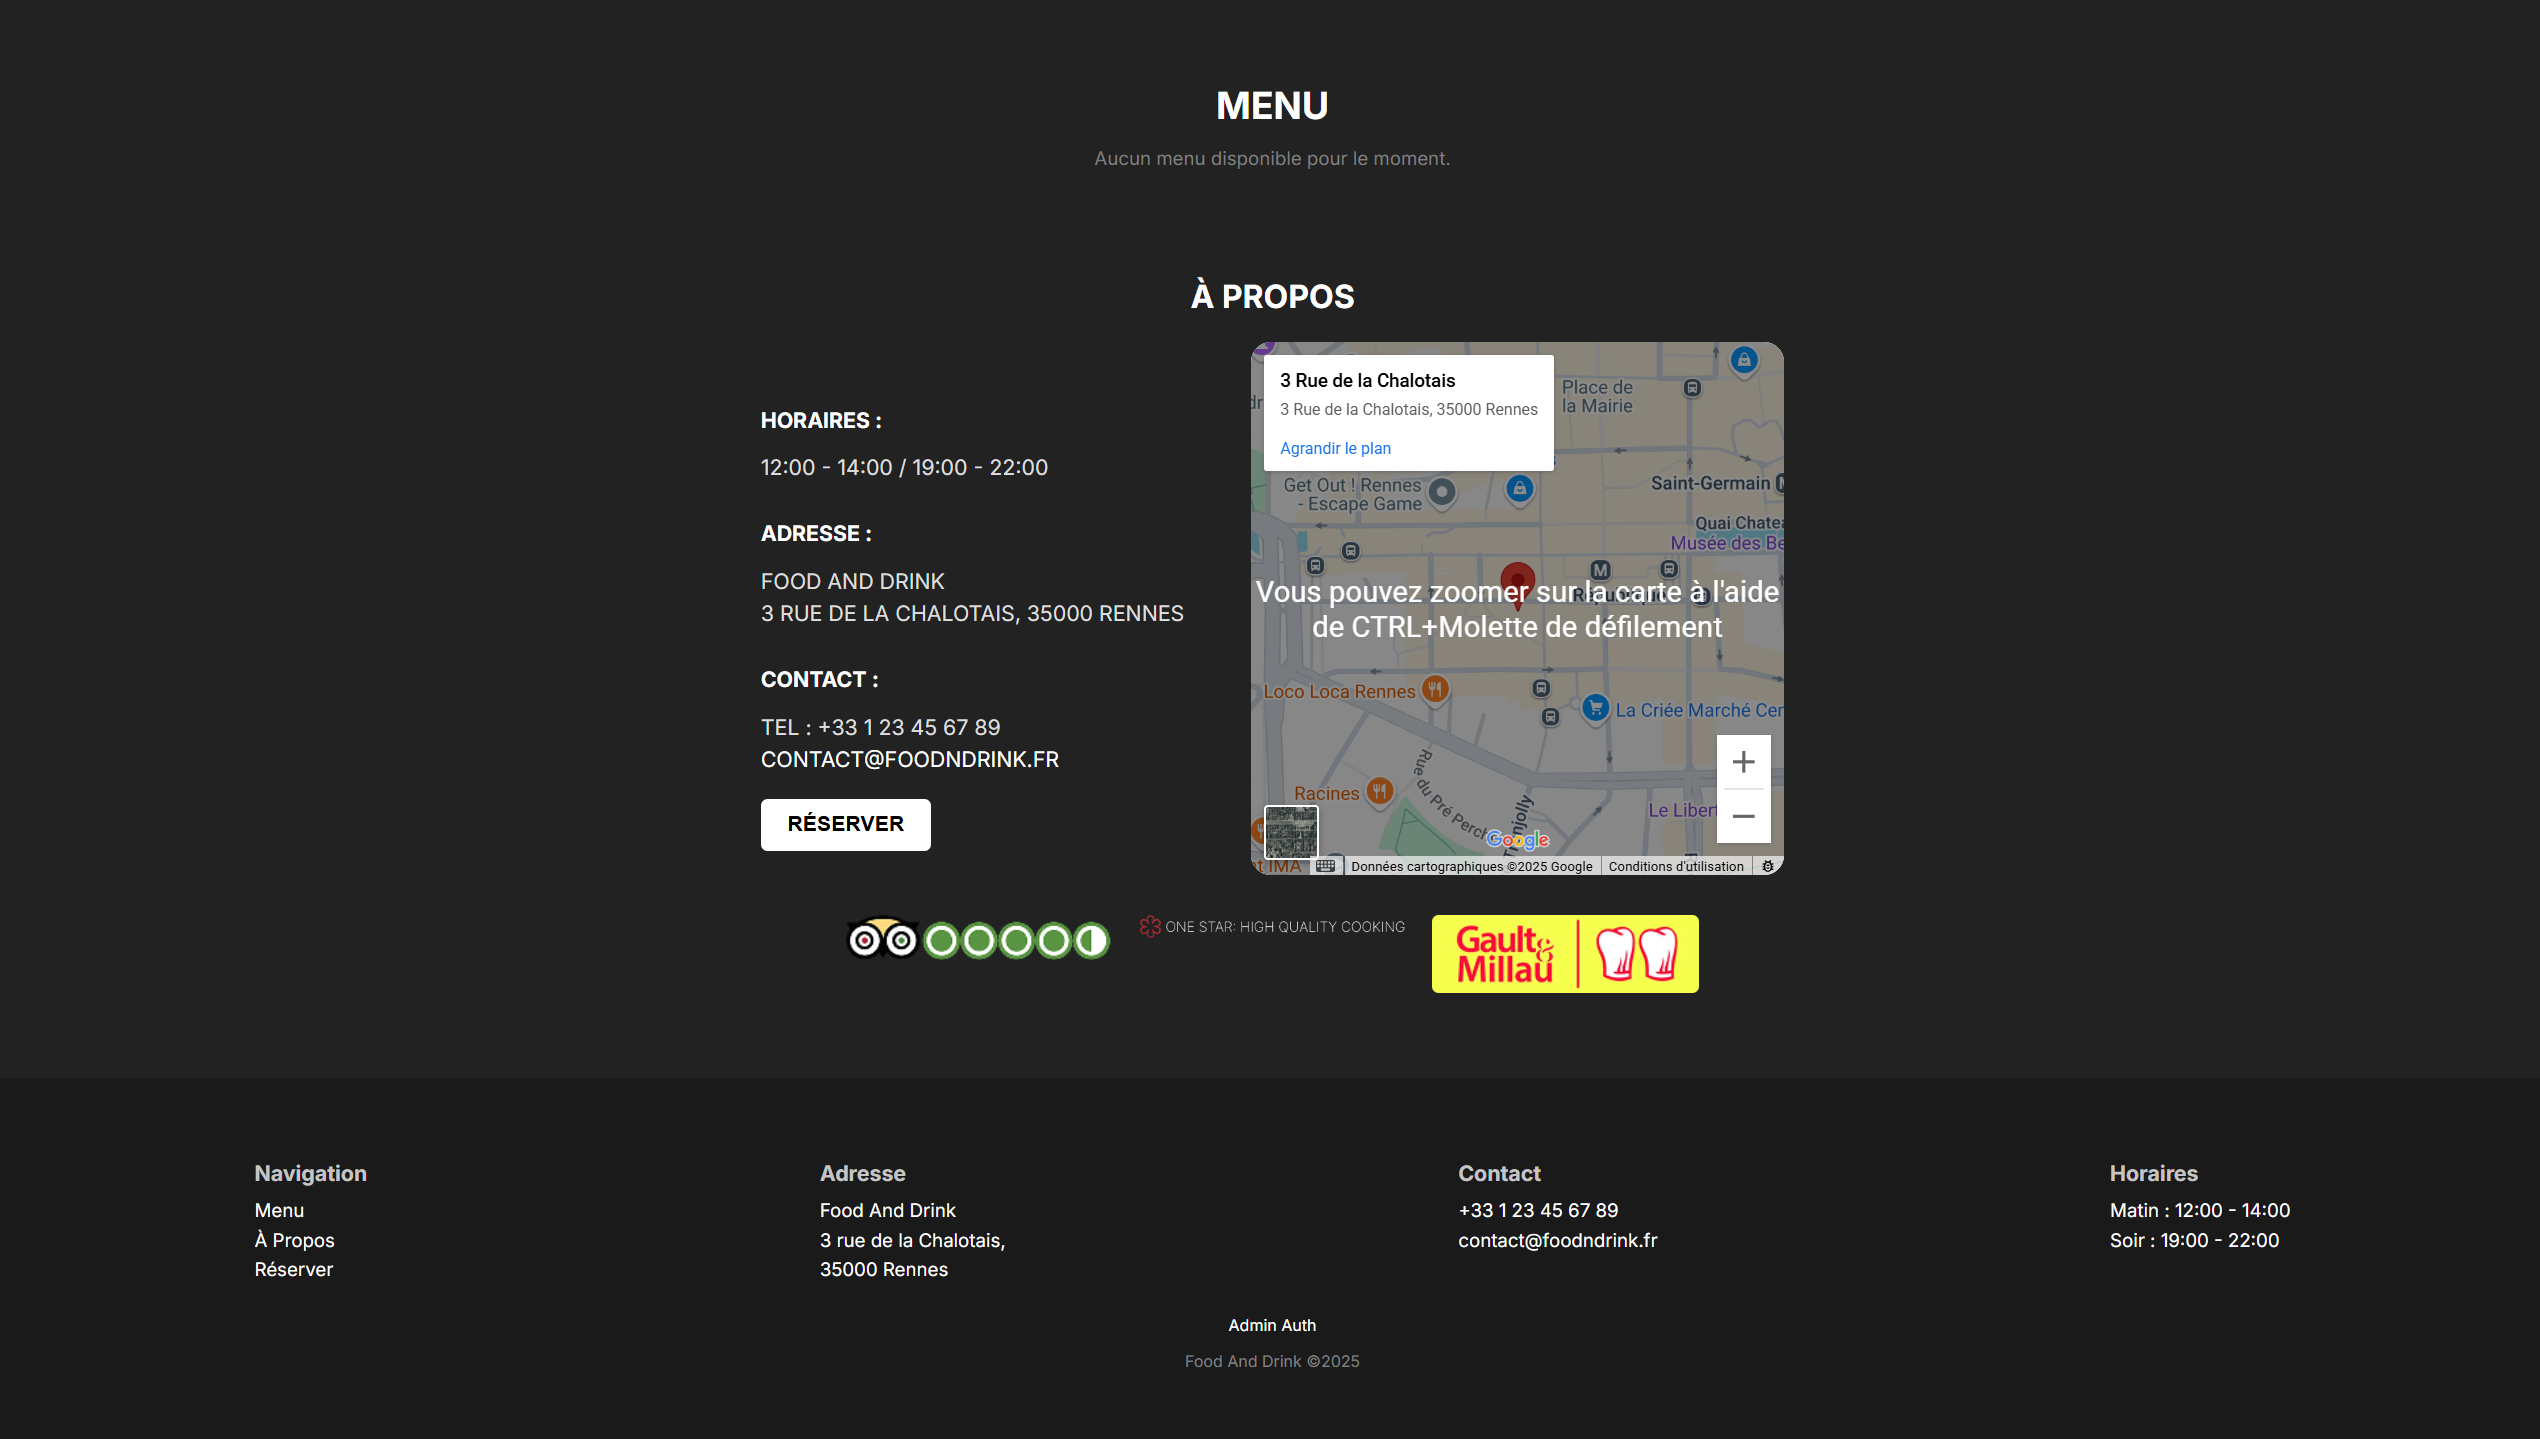 MENU
Aucun menu disponible pour le moment.
À PROPOS
HORAIRES :
12:00 - 14:00 / 19:00 - 22:00
ADRESSE :
FOOD AND DRINK
3 RUE DE LA CHALOTAIS, 35000 RENNES
CONTACT :
TEL : +33 1 23 45 67 89
CONTACT@FOODNDRINK.FR
RÉSERVER
3 Rue de la Chalotais
3 Rue de la Chalotais, 35000 Rennes
Agrandir le plan
Place de
la Mairie
Get Out ! Rennes
- Escape Game
Saint-Germain
Quai Chatea
Musée des Be
M
République
Vous pouvez zoomer sur la carte à l'aide
de CTRL+Molette de défilement
Loco Loca Rennes
La Criée Marché Cen
Racines
Rue du Pré Perch
Tronjolly
Le Libert
Google
t IMA
Données cartographiques ©2025 Google
Conditions d'utilisation
ONE STAR: HIGH QUALITY COOKING
Gault&
Millau
Navigation
Menu
À Propos
Réserver
Adresse
Food And Drink
3 rue de la Chalotais,
35000 Rennes
Contact
+33 1 23 45 67 89
contact@foodndrink.fr
Horaires
Matin : 12:00 - 14:00
Soir : 19:00 - 22:00
Admin Auth
Food And Drink ©2025